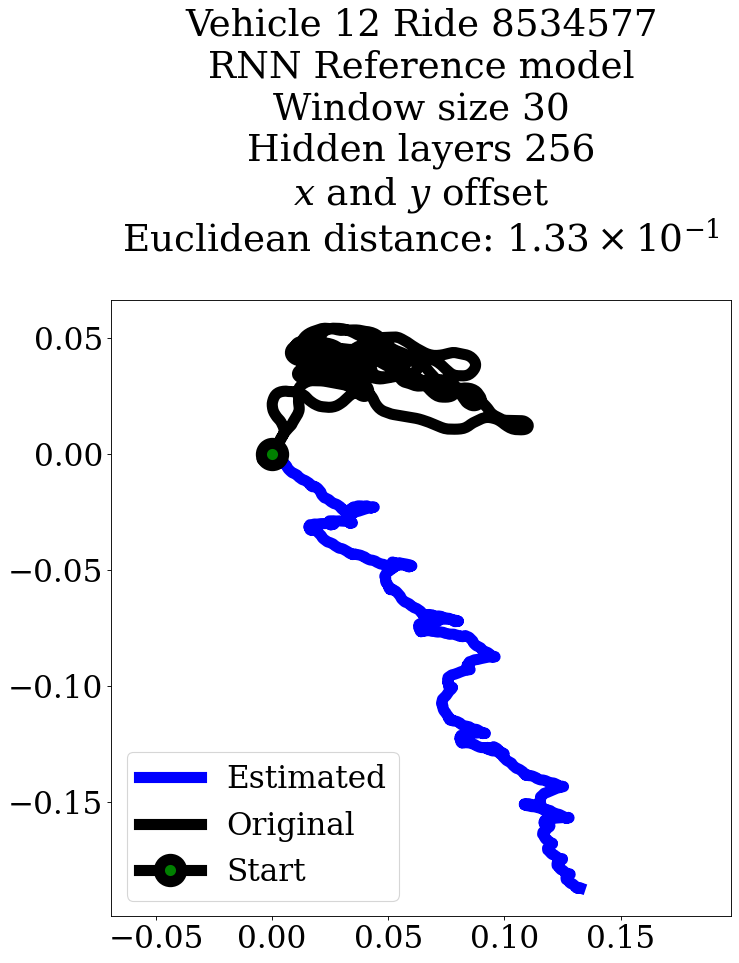 Vehicle 12 Ride 8534577
RNN Reference model
Window size 30
Hidden layers 256
x and y offset
Euclidean distance: 1.33 × 10⁻¹
0.05
0.00
−0.05
−0.10
−0.15
Estimated
Original
Start
−0.05 0.00 0.05 0.10 0.15